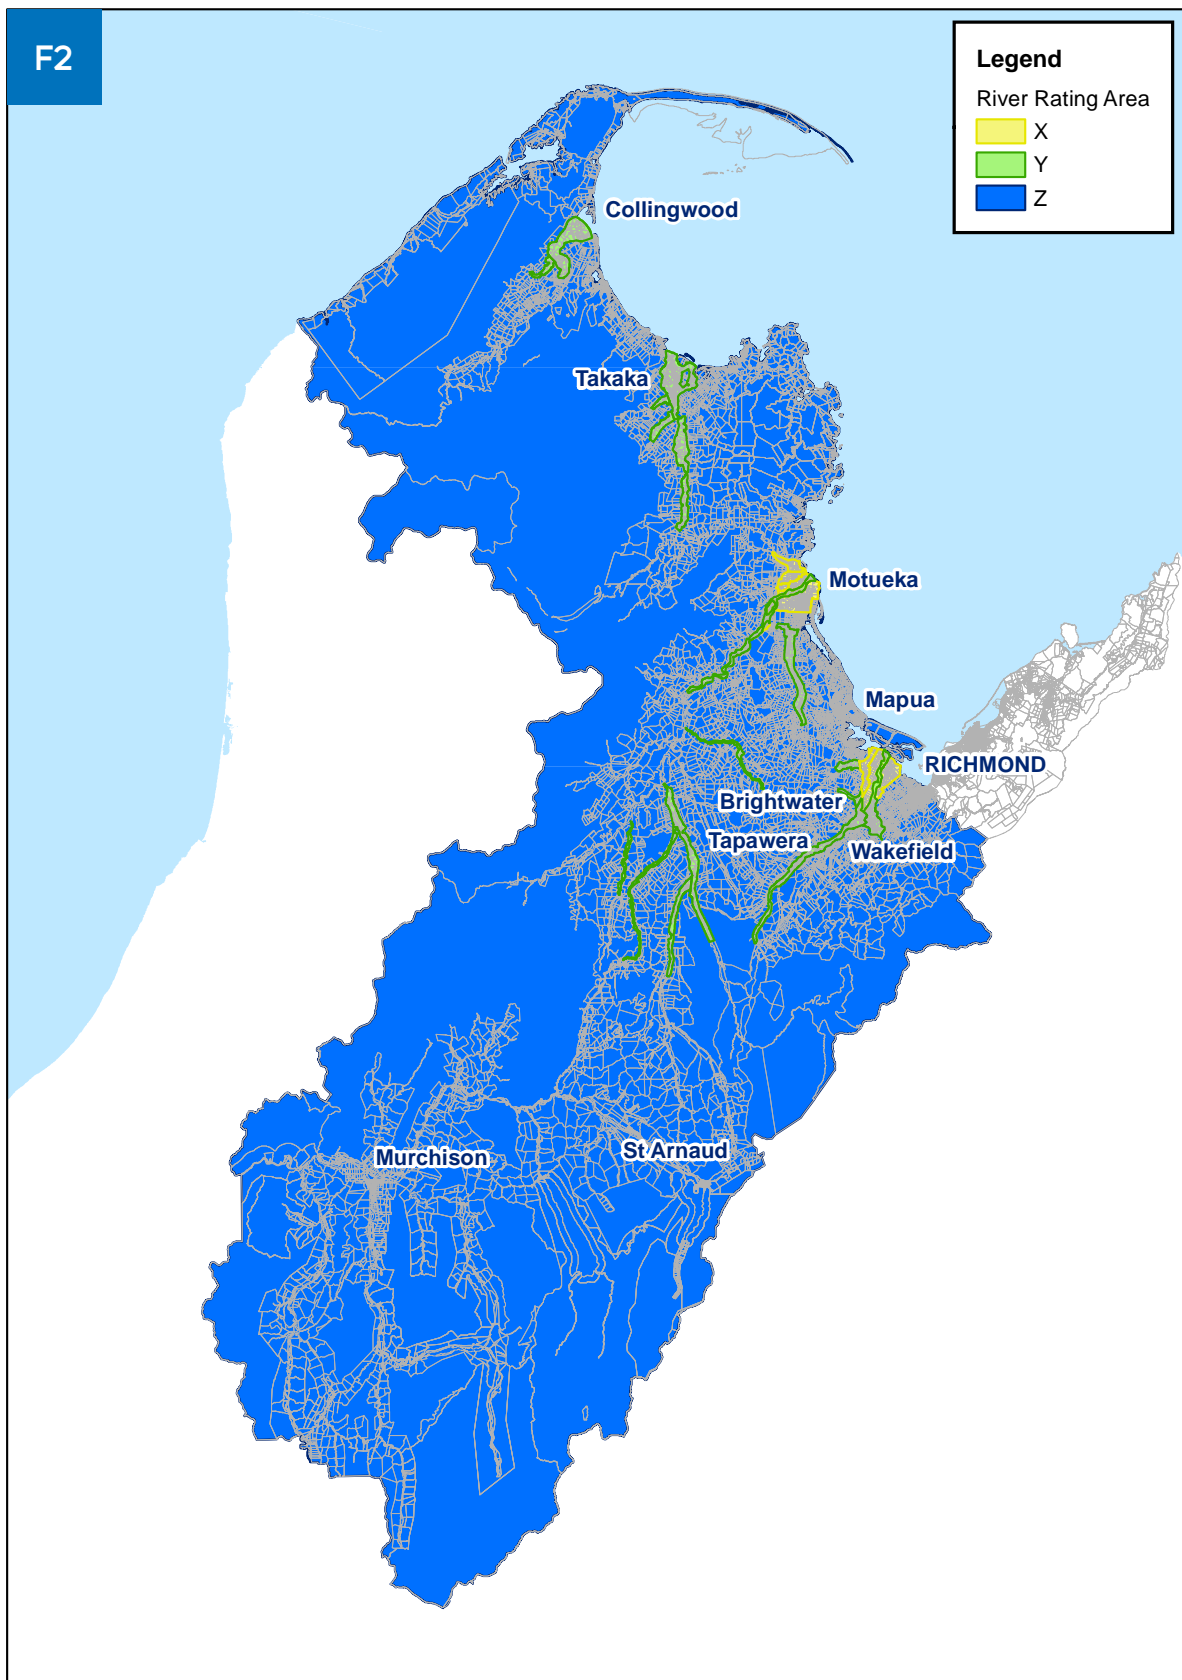 F2
Legend
River Rating Area
X
Y
Z
Collingwood
Takaka
Motueka
Mapua
RICHMOND
Brightwater
Tapawera
Wakefield
Murchison
St Arnaud